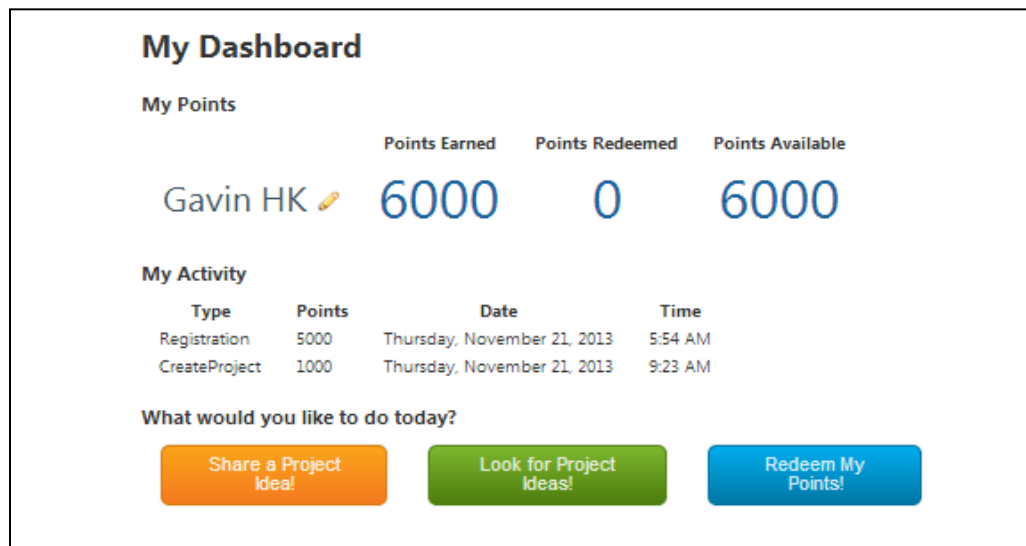 My Dashboard
My Points
Points Earned Points Redeemed Points Available
Gavin HK 6000 0 6000
My Activity
Type Points Date Time
Registration 5000 Thursday, November 21, 2013 5:54 AM
CreateProject 1000 Thursday, November 21, 2013 9:23 AM
What would you like to do today?
Share a Project Look for Project Redeem My
Idea! Ideas! Points!